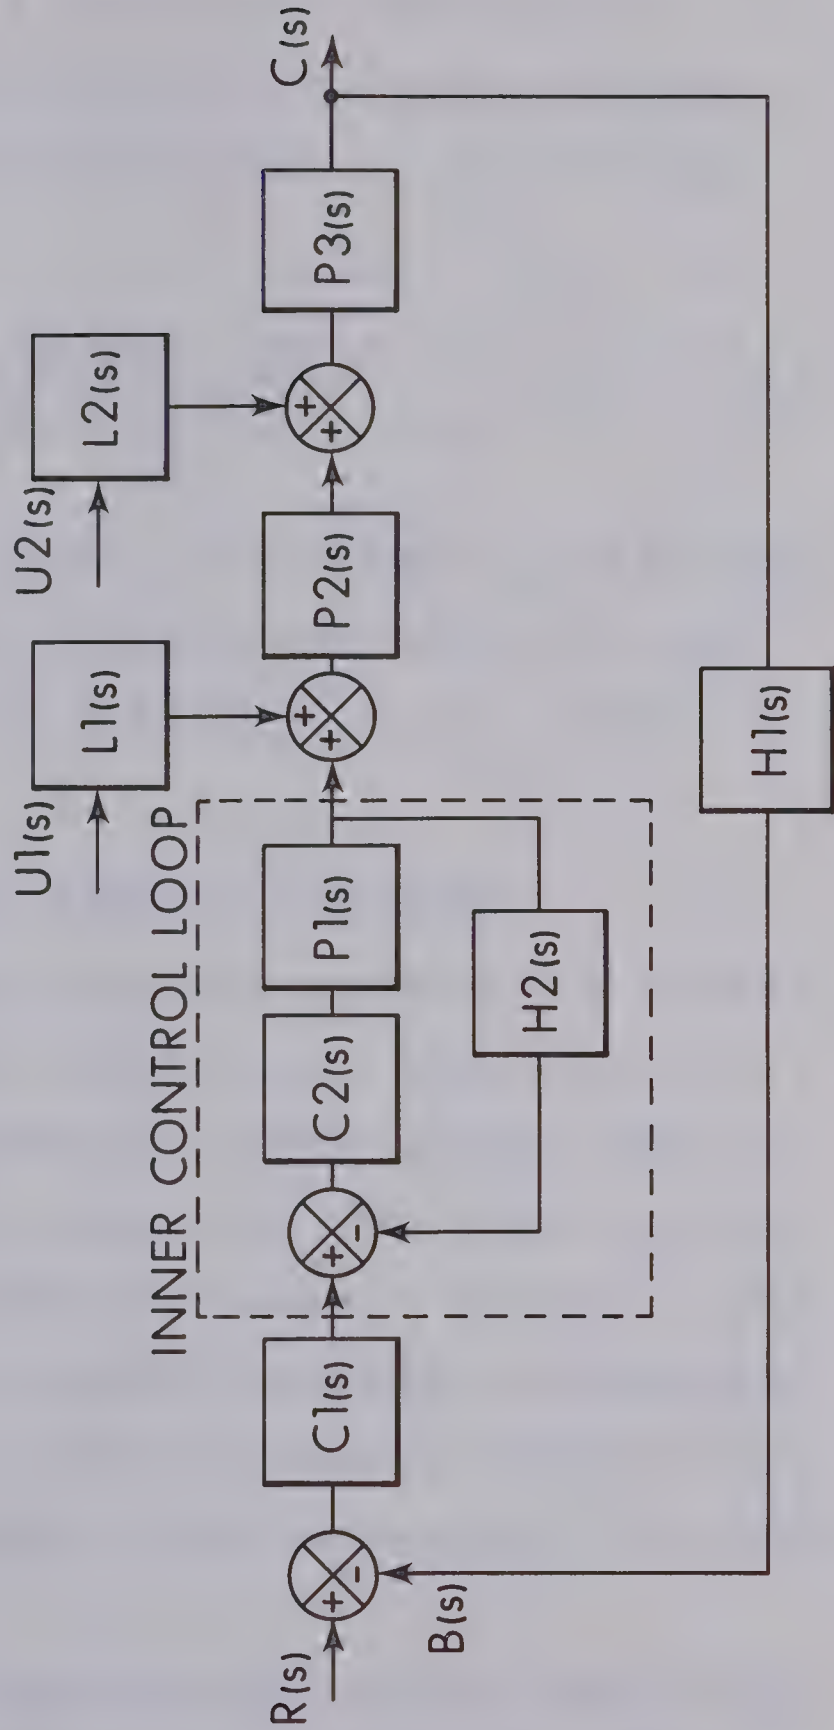 U1(s)
U2(s)
L1(s)
L2(s)
INNER CONTROL LOOP
R(s)
+
-
C1(s)
+
-
C2(s)
P1(s)
+
+
P2(s)
+
+
P3(s)
C(s)
H2(s)
B(s)
H1(s)